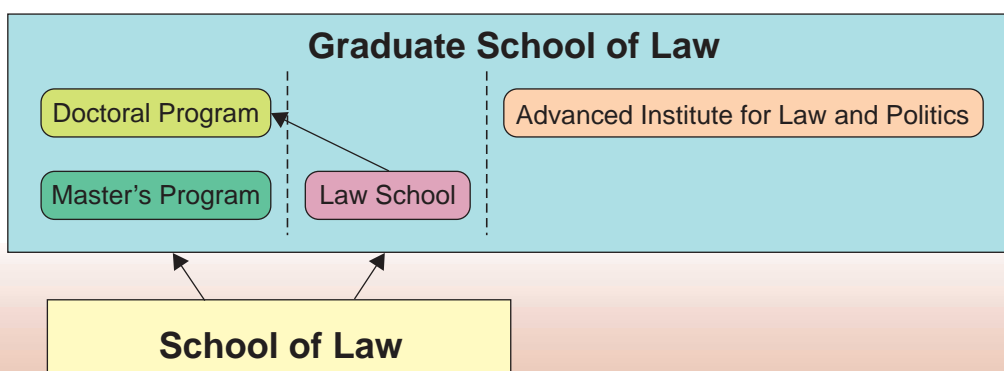 Graduate School of Law
Doctoral Program
Advanced Institute for Law and Politics
Master’s Program
Law School
School of Law